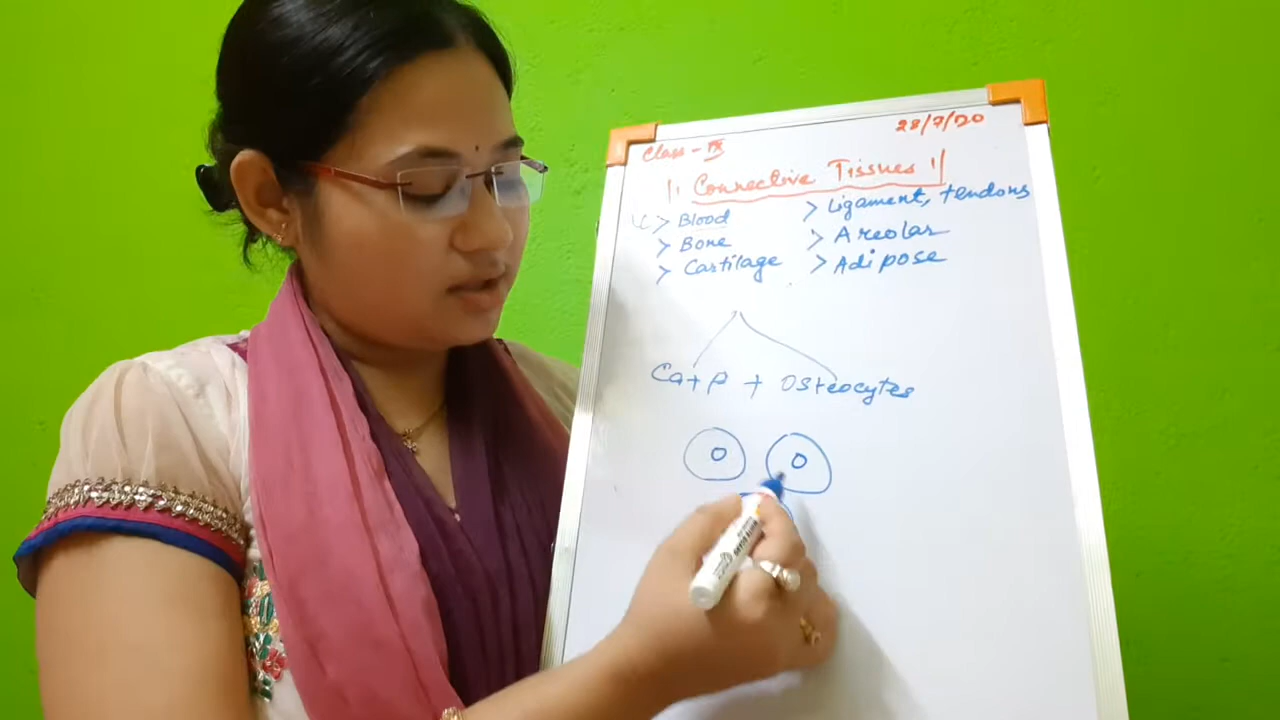 28/7/20
Class - IX
" Connective Tissues "
> Blood
> Bone
> Cartilage
> Ligament, tendons
> Areolar
> Adipose
Ca+P + Osteocytes